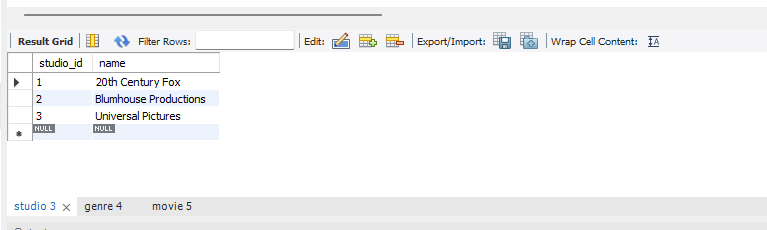 Result Grid Filter Rows: Edit: Export/Import: Wrap Cell Content: IA
studio_id name
1 20th Century Fox
2 Blumhouse Productions
3 Universal Pictures
NULL NULL
studio 3 × genre 4 movie 5